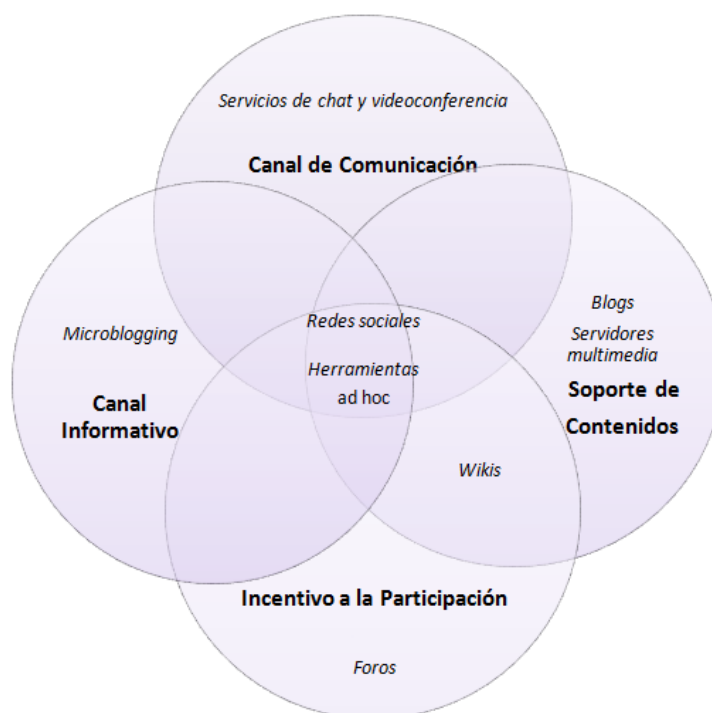 Servicios de chat y videoconferencia
Canal de Comunicación
Blogs
Servidores
multimedia
Soporte de
Contenidos
Microblogging
Canal
Informativo
Redes sociales
Herramientas
ad hoc
Wikis
Incentivo a la Participación
Foros